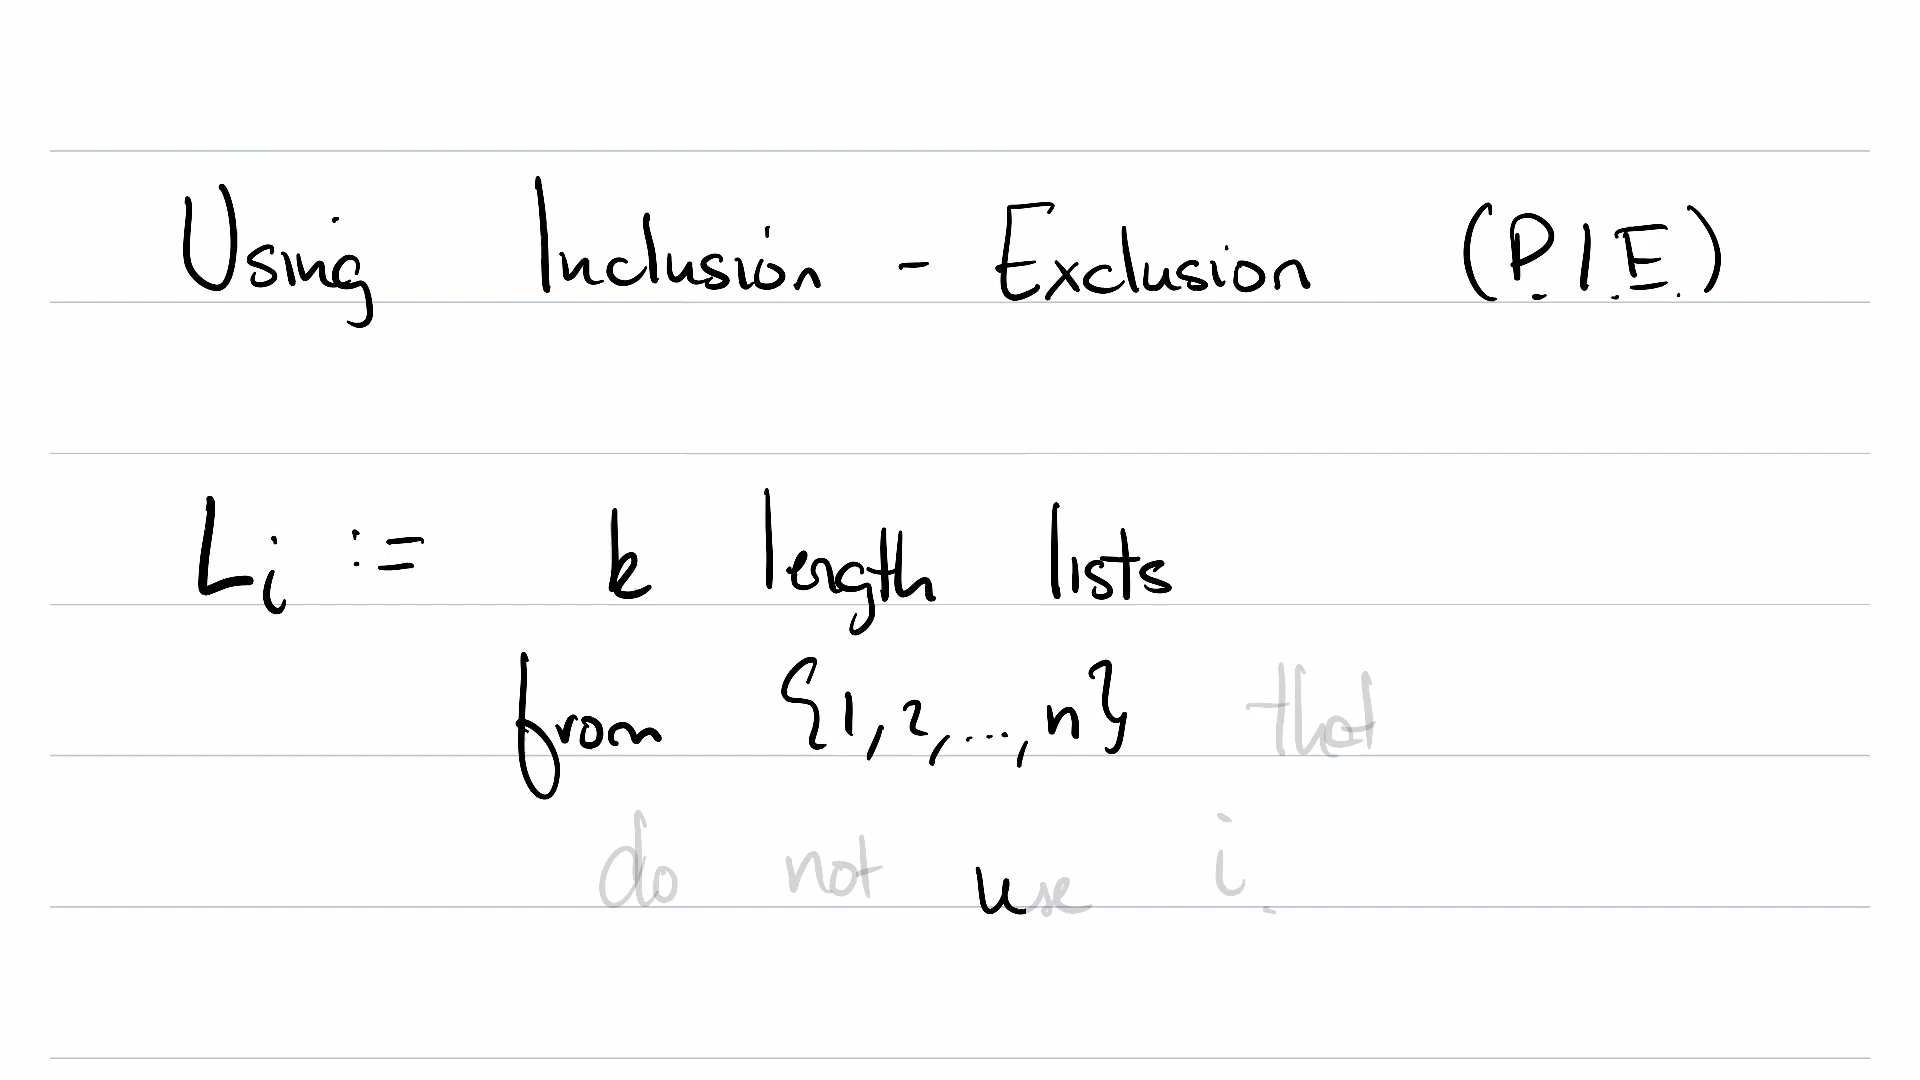 Using Inclusion - Exclusion (P.I.E.)
Li := k length lists
from {1,2,...,n} that
do not use i.